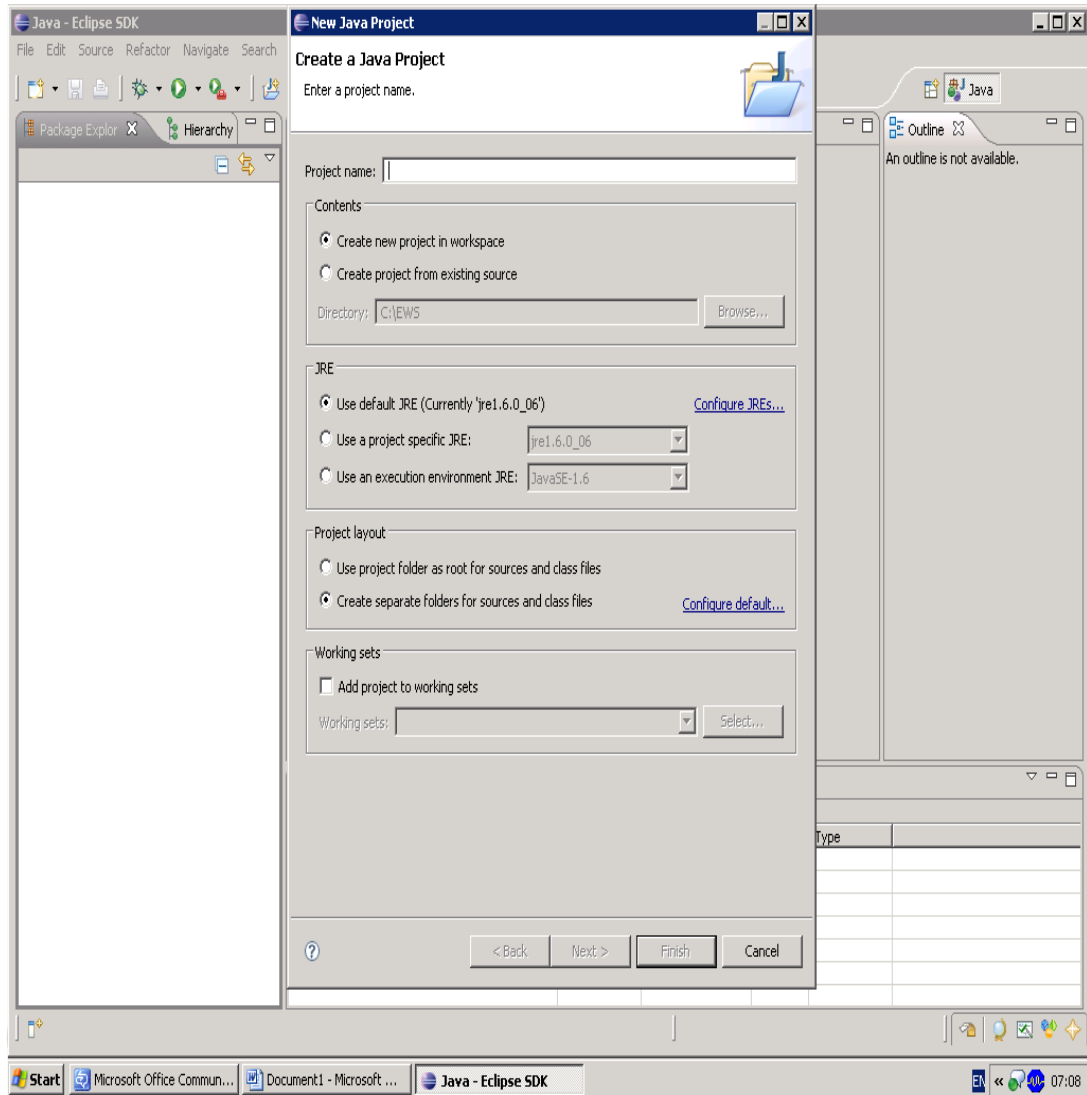 Java - Eclipse SDK
File Edit Source Refactor Navigate Search
Java
Package Explor
Hierarchy
Outline
An outline is not available.
New Java Project
Create a Java Project
Enter a project name.
Project name:
Contents
Create new project in workspace
Create project from existing source
Directory: C:\EWS Browse...
JRE
Use default JRE (Currently 'jre1.6.0_06') Configure JREs...
Use a project specific JRE: jre1.6.0_06
Use an execution environment JRE: JavaSE-1.6
Project layout
Use project folder as root for sources and class files
Create separate folders for sources and class files Configure default...
Working sets
Add project to working sets
Working sets: Select...
Type
? < Back Next > Finish Cancel
Start Microsoft Office Commun... Document1 - Microsoft ... Java - Eclipse SDK EN « 07:08